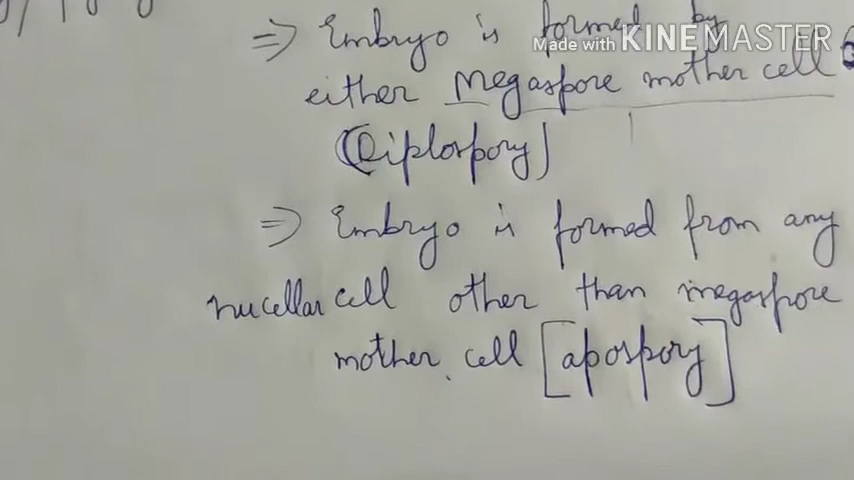 ⇒ Embryo is formed by
Made with KINEMASTER
either Megaspore mother cell
(Diplospory)
⇒ Embryo is formed from any
nucellar cell other than megaspore
mother cell [apospory]